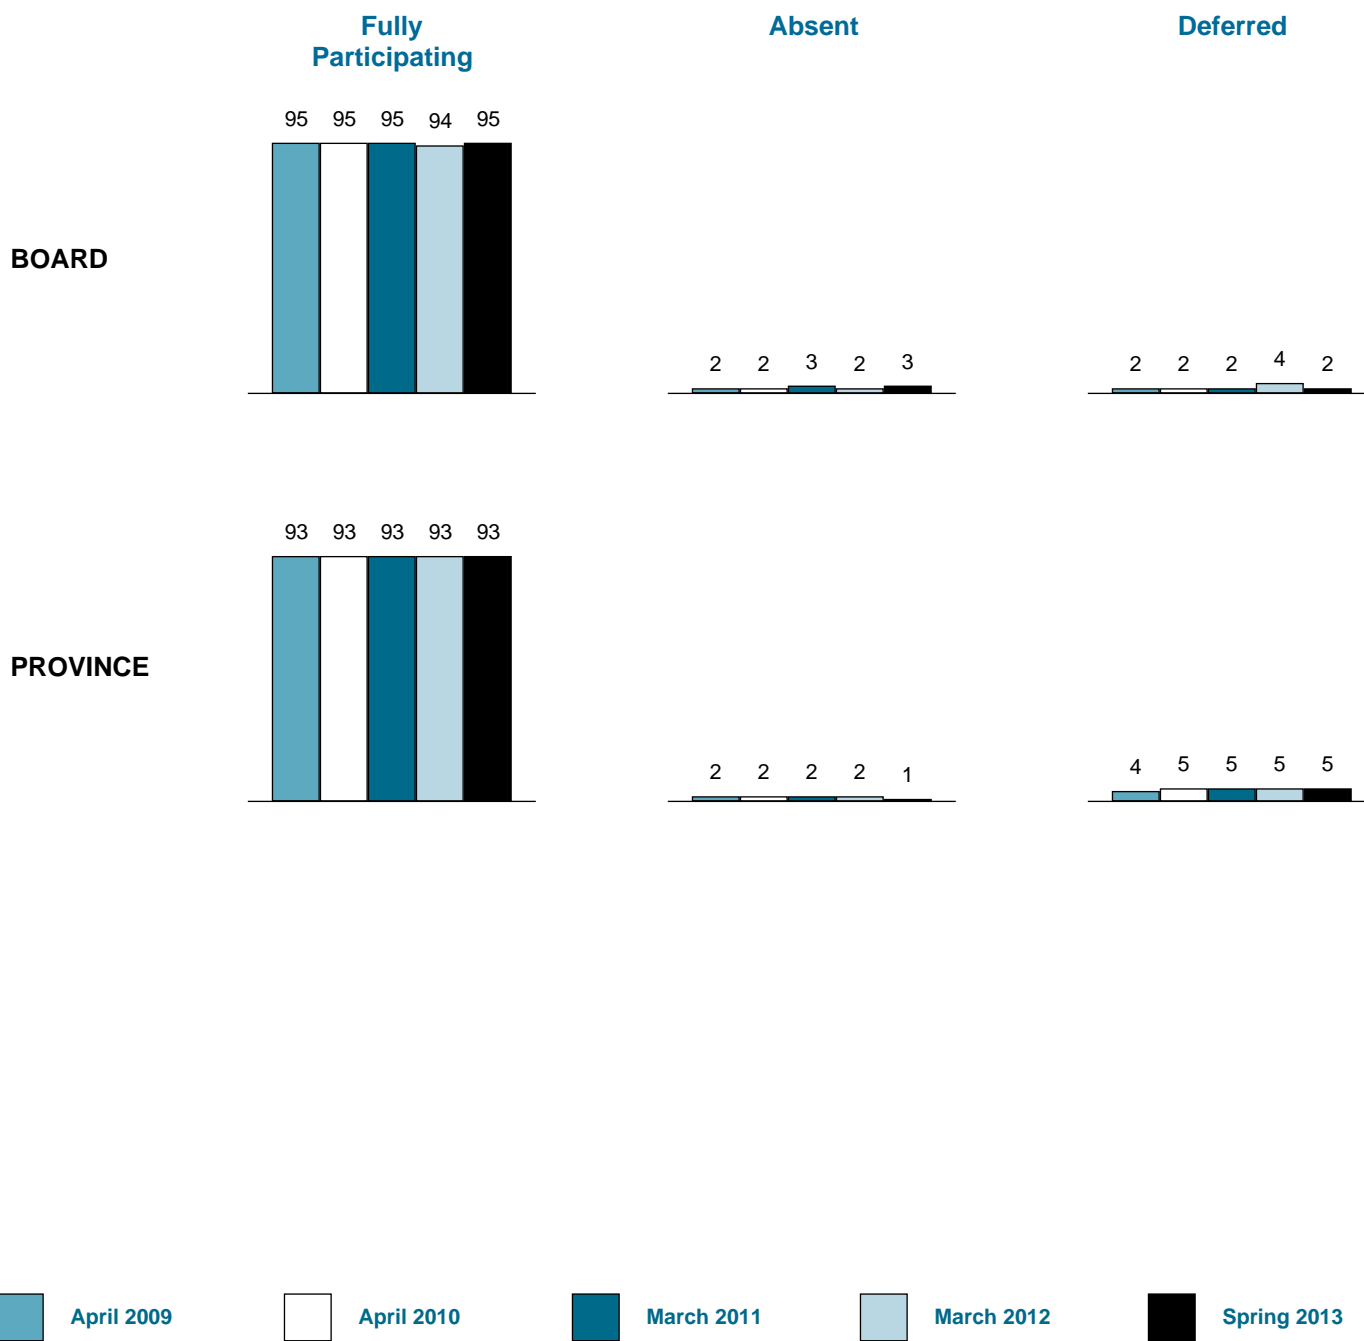 Fully
Participating
Absent
Deferred
95 95 95 94 95
BOARD
2 2 3 2 3
2 2 2 4 2
93 93 93 93 93
PROVINCE
2 2 2 2 1
4 5 5 5 5
April 2009
April 2010
March 2011
March 2012
Spring 2013